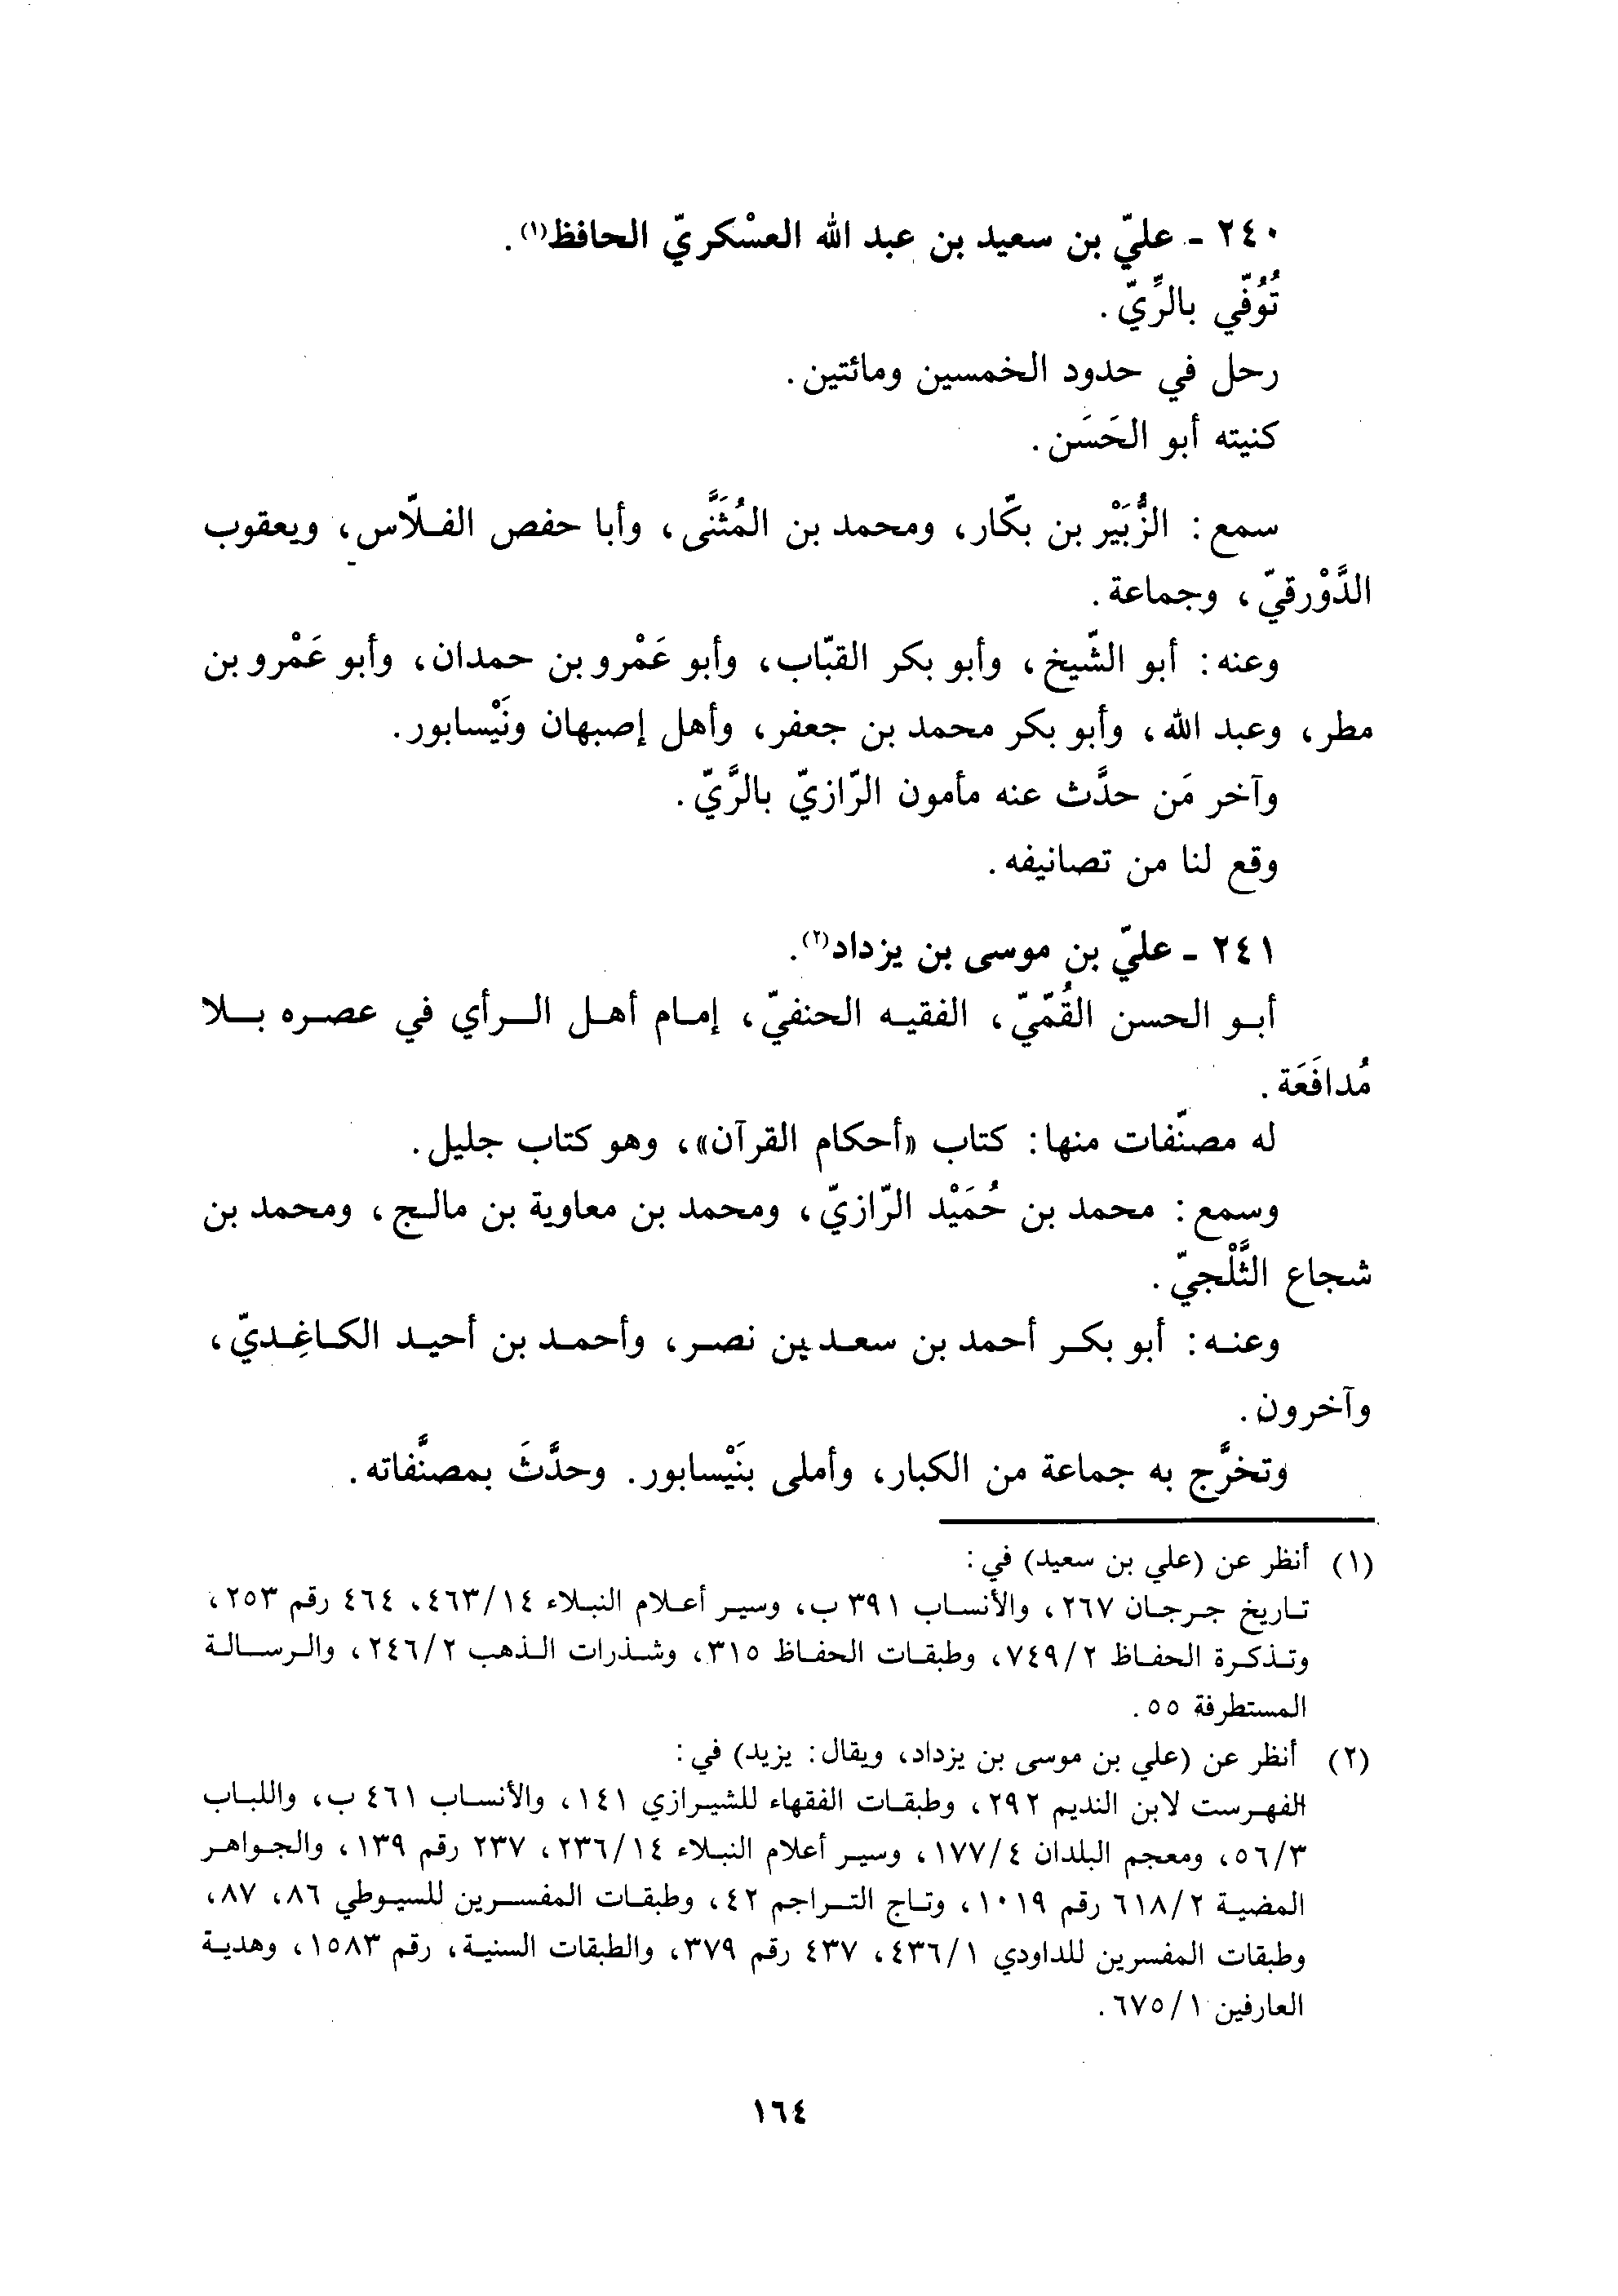 ٢٤٠ - عليّ بن سعيد بن عبد الله العسْكريّ الحافظ(١).
تُوُفّي بالرِّيّ.
رحل في حدود الخمسين ومائتين.
كنيته أبو الحَسَن.
سمع: الزُّبَيْر بن بكّار، ومحمد بن المُثَنَّى، وأبا حفص الفلّاس، ويعقوب
الدَّوْرقيّ، وجماعة.
وعنه: أبو الشّيخ، وأبو بكر القبّاب، وأبو عَمْرو بن حمدان، وأبو عَمْرو بن
مطر، وعبد الله، وأبو بكر محمد بن جعفر، وأهل إصبهان ونَيْسابور.
وآخر مَن حدَّث عنه مأمون الرّازيّ بالرَّيّ.
وقع لنا من تصانيفه.
٢٤١ - عليّ بن موسى بن يزداد(٢).
أبو الحسن القُمّيّ، الفقيه الحنفيّ، إمام أهل الرأي في عصره بلا
مُدافَعَة.
له مصنّفات منها: كتاب «أحكام القرآن»، وهو كتاب جليل.
وسمع: محمد بن حُمَيْد الرّازيّ، ومحمد بن معاوية بن مالج، ومحمد بن
شجاع الثَّلْجيّ.
وعنه: أبو بكر أحمد بن سعد بن نصر، وأحمد بن أحيد الكاغِديّ،
وآخرون.
وتخرَّج به جماعة من الكبار، وأملى بنَيْسابور. وحدَّثَ بمصنَّفاته.
(١) أنظر عن (علي بن سعيد) في:
تاريخ جرجان ٢٦٧، والأنساب ٣٩١ ب، وسير أعلام النبلاء ٤٦٣/١٤، ٤٦٤ رقم ٢٥٣،
وتذكرة الحفاظ ٧٤٩/٢، وطبقات الحفاظ ٣١٥، وشذرات الذهب ٢٤٦/٢، والرسالة
المستطرفة ٥٥.
(٢) أنظر عن (علي بن موسى بن يزداد، ويقال: يزيد) في:
الفهرست لابن النديم ٢٩٢، وطبقات الفقهاء للشيرازي ١٤١، والأنساب ٤٦١ ب، واللباب
٥٦/٣، ومعجم البلدان ١٧٧/٤، وسير أعلام النبلاء ٢٣٦/١٤، ٢٣٧ رقم ١٣٩، والجواهر
المضية ٦١٨/٢ رقم ١٠١٩، وتاج التراجم ٤٢، وطبقات المفسرين للسيوطي ٨٦، ٨٧،
وطبقات المفسرين للداودي ٤٣٦/١، ٤٣٧ رقم ٣٧٩، والطبقات السنية، رقم ١٥٨٣، وهدية
العارفين ٦٧٥/١.
١٦٤